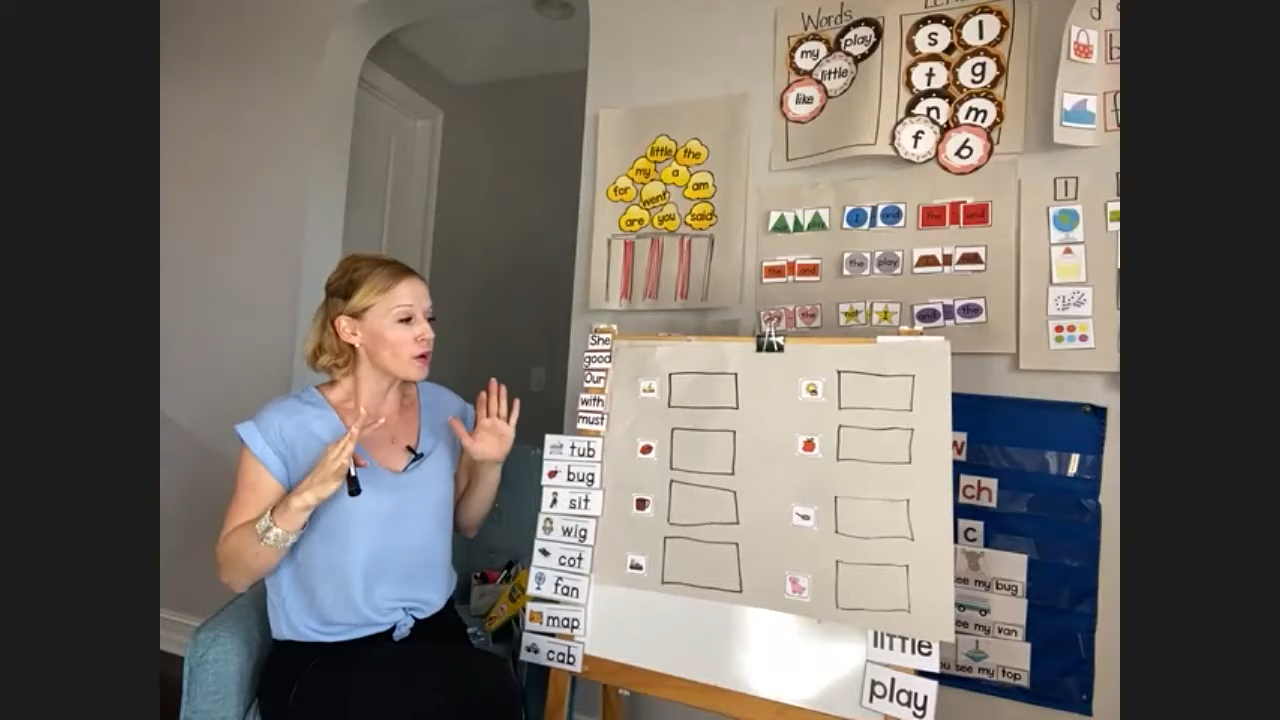 Words
my
play
little
like
s
l
t
g
n
m
f
b
little
the
my
a
for
went
am
are
you
said
I
and
the
and
the
and
the
play
the
I
and
the
l
She
good
Our
with
must
tub
bug
sit
wig
cot
fan
map
cab
w
ch
c
see my bug
see my van
see my top
little
play